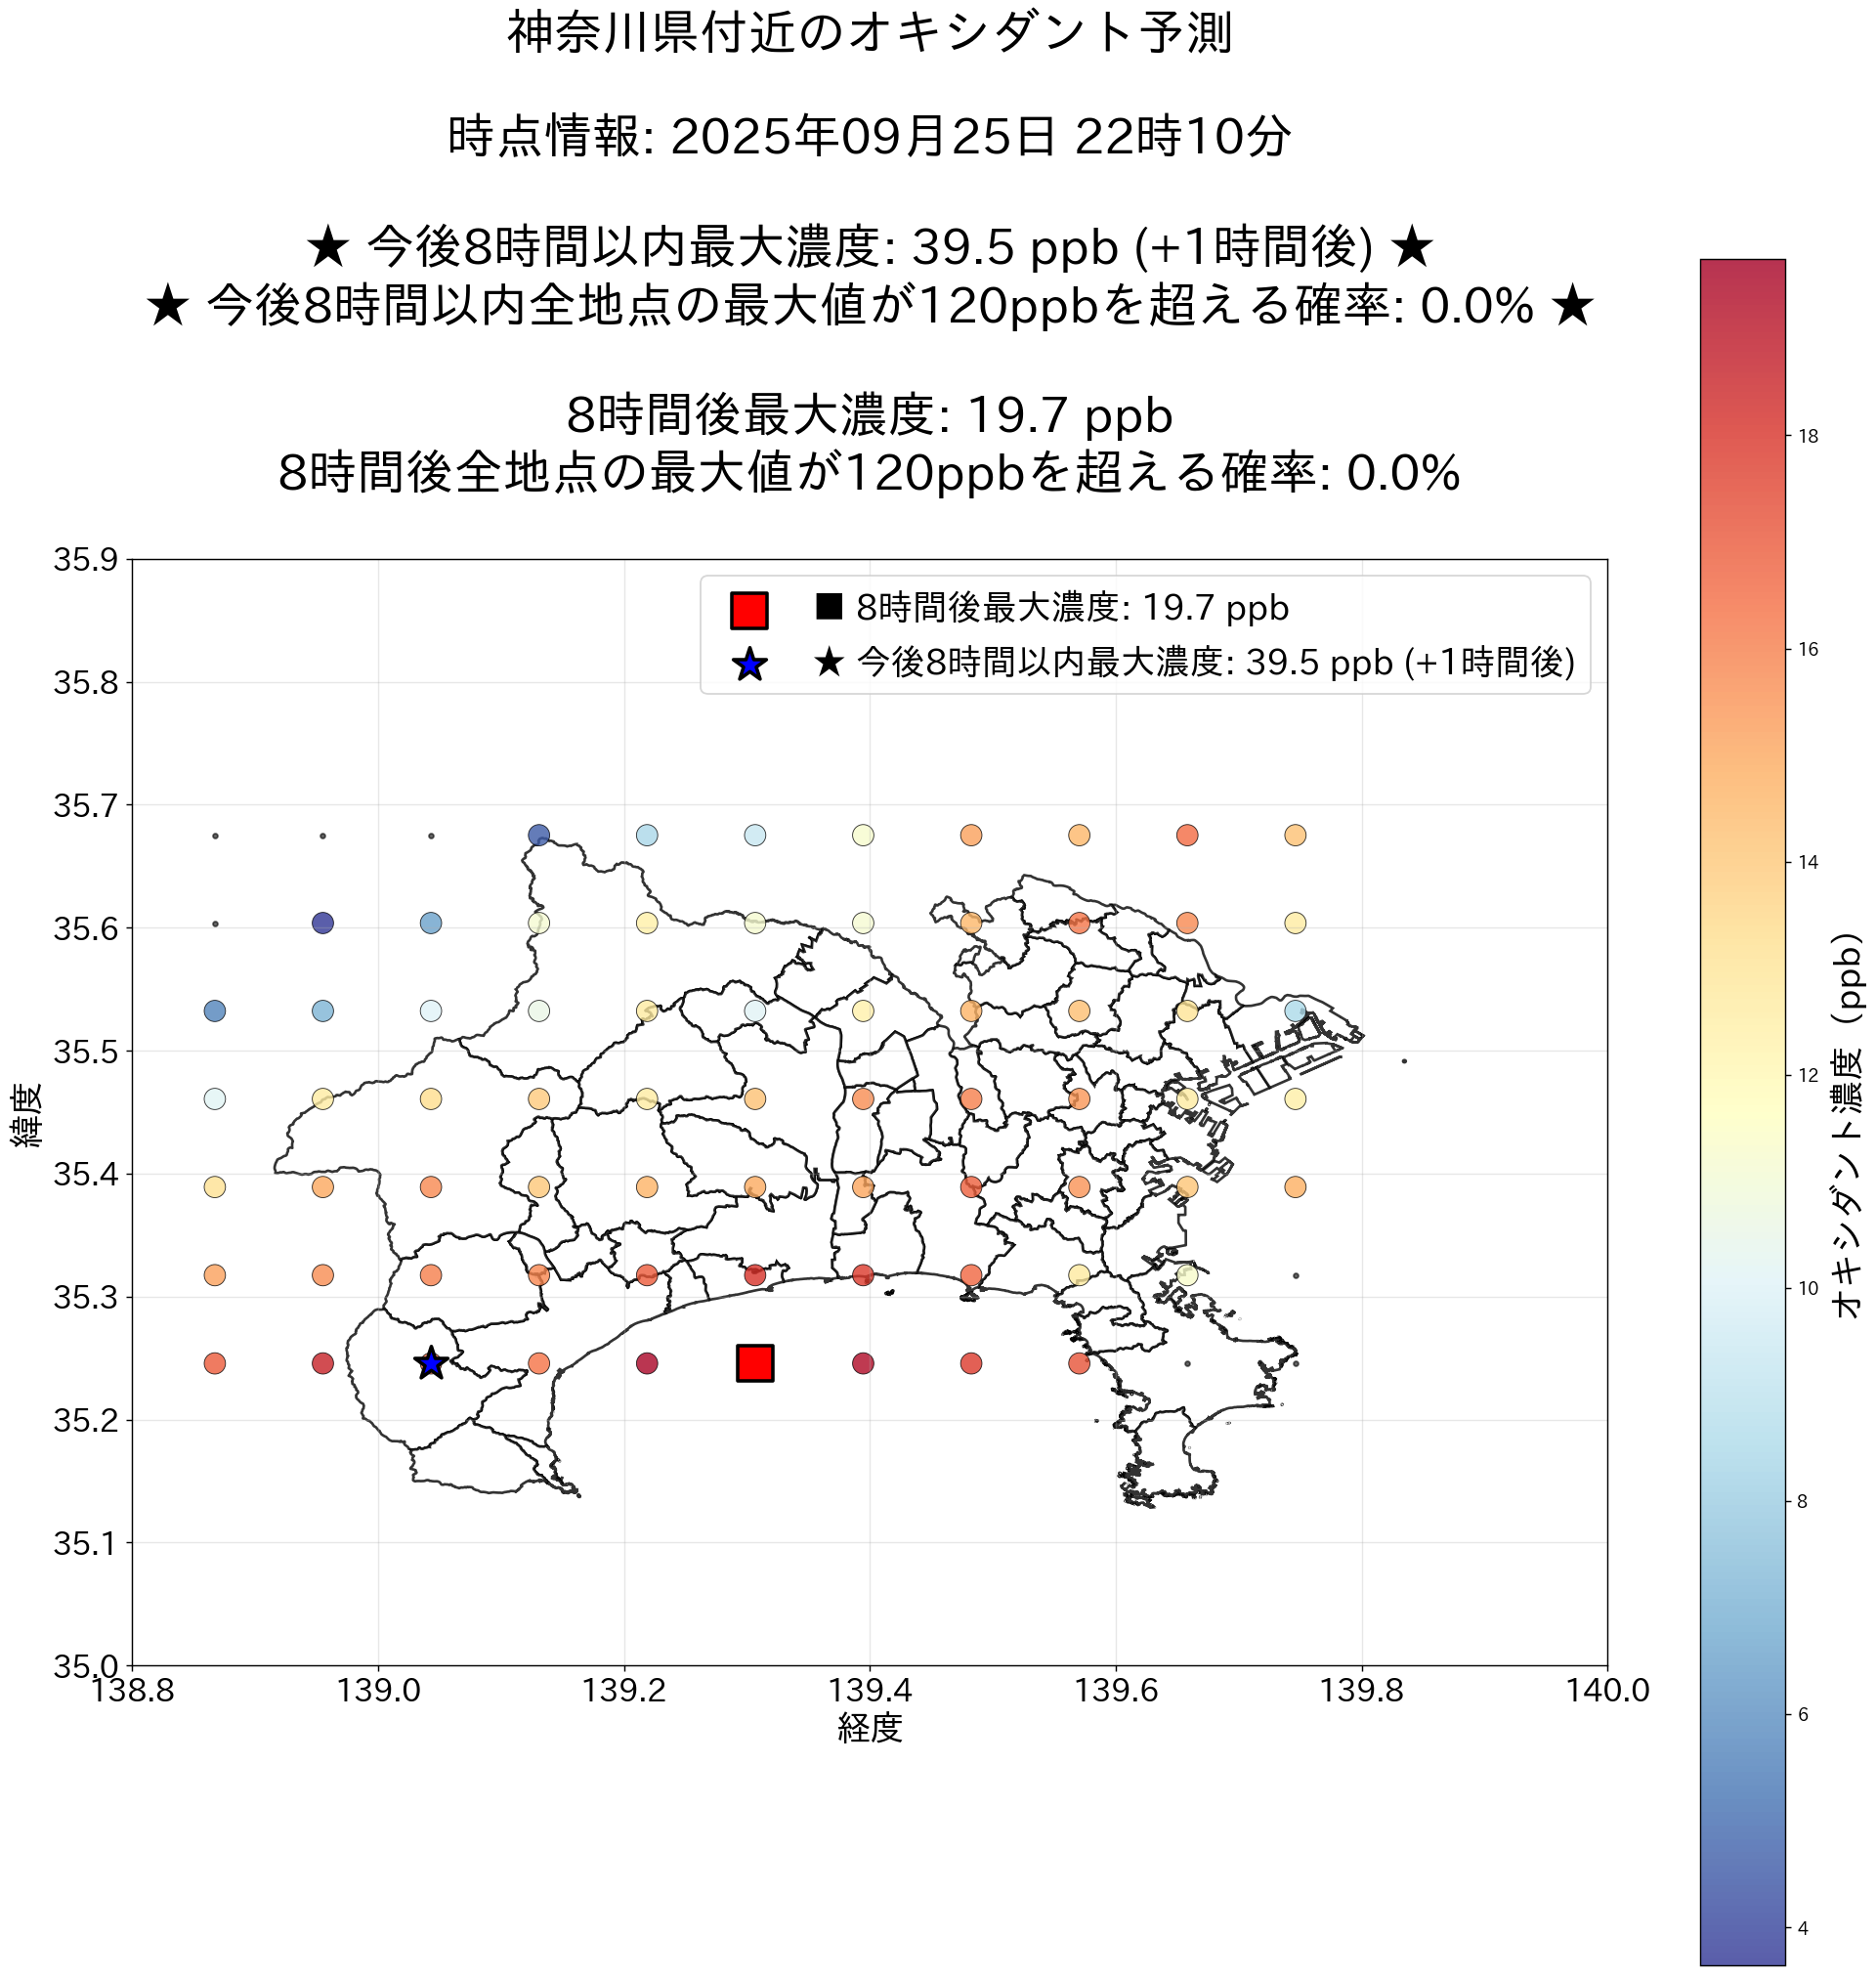 神奈川県付近のオキシダント予測
時点情報: 2025年09月25日 22時10分
★ 今後8時間以内最大濃度: 39.5 ppb (+1時間後) ★
★ 今後8時間以内全地点の最大値が120ppbを超える確率: 0.0% ★
8時間後最大濃度: 19.7 ppb
8時間後全地点の最大値が120ppbを超える確率: 0.0%
■ 8時間後最大濃度: 19.7 ppb
★ 今後8時間以内最大濃度: 39.5 ppb (+1時間後)
35.9
35.8
35.7
35.6
35.5
35.4
35.3
35.2
35.1
35.0
緯度
138.8
139.0
139.2
139.4
139.6
139.8
140.0
経度
18
16
14
12
10
8
6
4
オキシダント濃度（ppb）